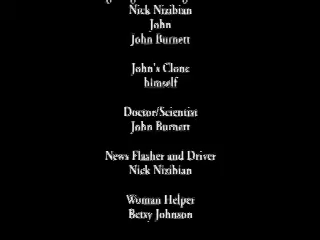 Nick Nizibian
John
John Burnett
John's Clone
himself
Doctor/Scientist
John Burnett
News Flasher and Driver
Nick Nizibian
Woman Helper
Betsy Johnson